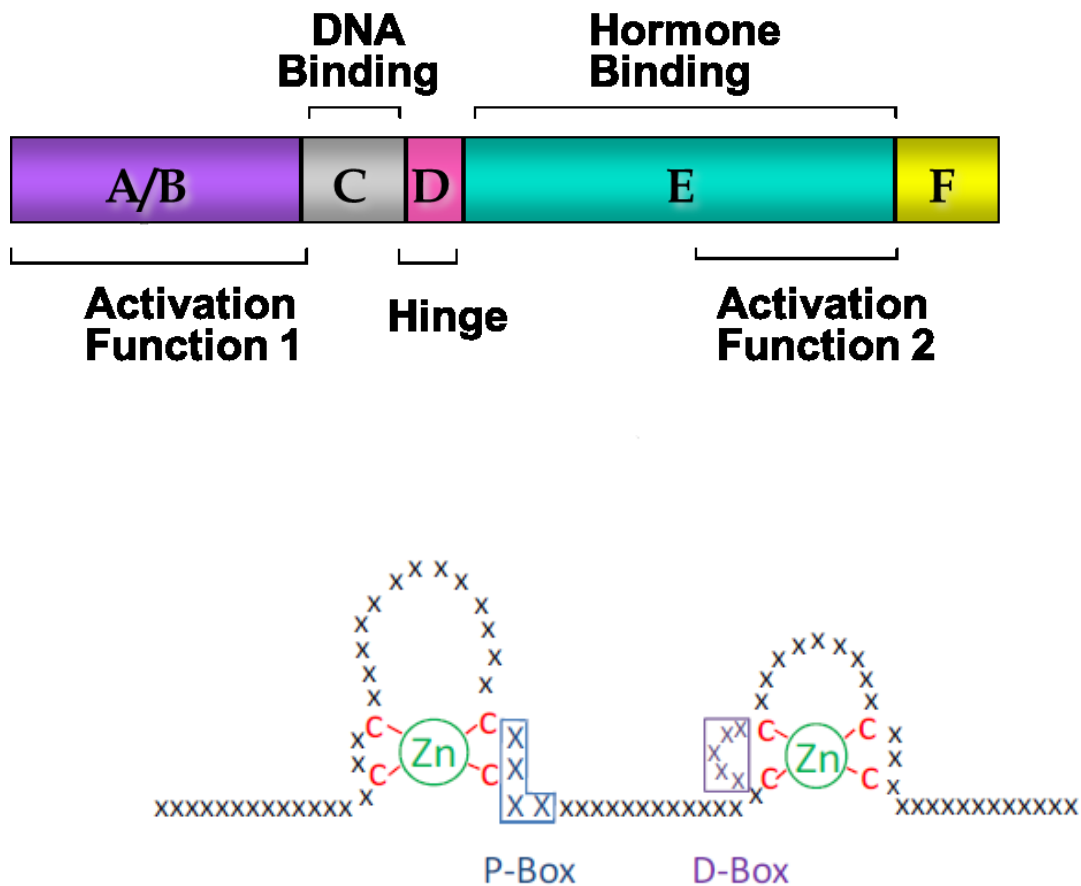 DNA
Binding
Hormone
Binding
A/B
C
D
E
F
Activation
Function 1
Hinge
Activation
Function 2
C
C
C
C
Zn
C
C
Zn
C
C
X
X
X X
P-Box
D-Box